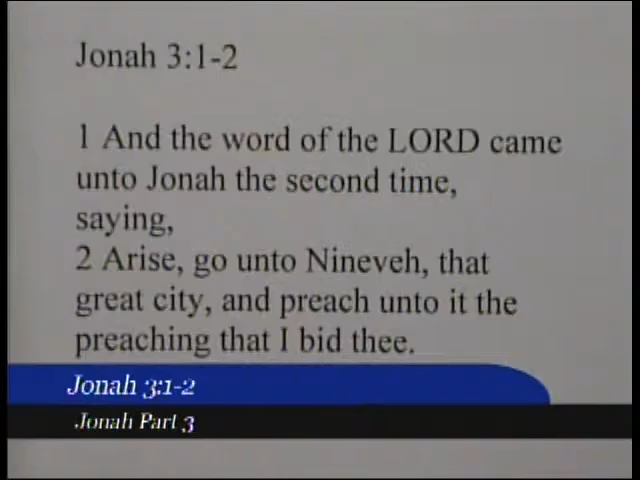 Jonah 3:1-2
1 And the word of the LORD came
unto Jonah the second time,
saying,
2 Arise, go unto Nineveh, that
great city, and preach unto it the
preaching that I bid thee.
Jonah 3:1-2
Jonah Part 3